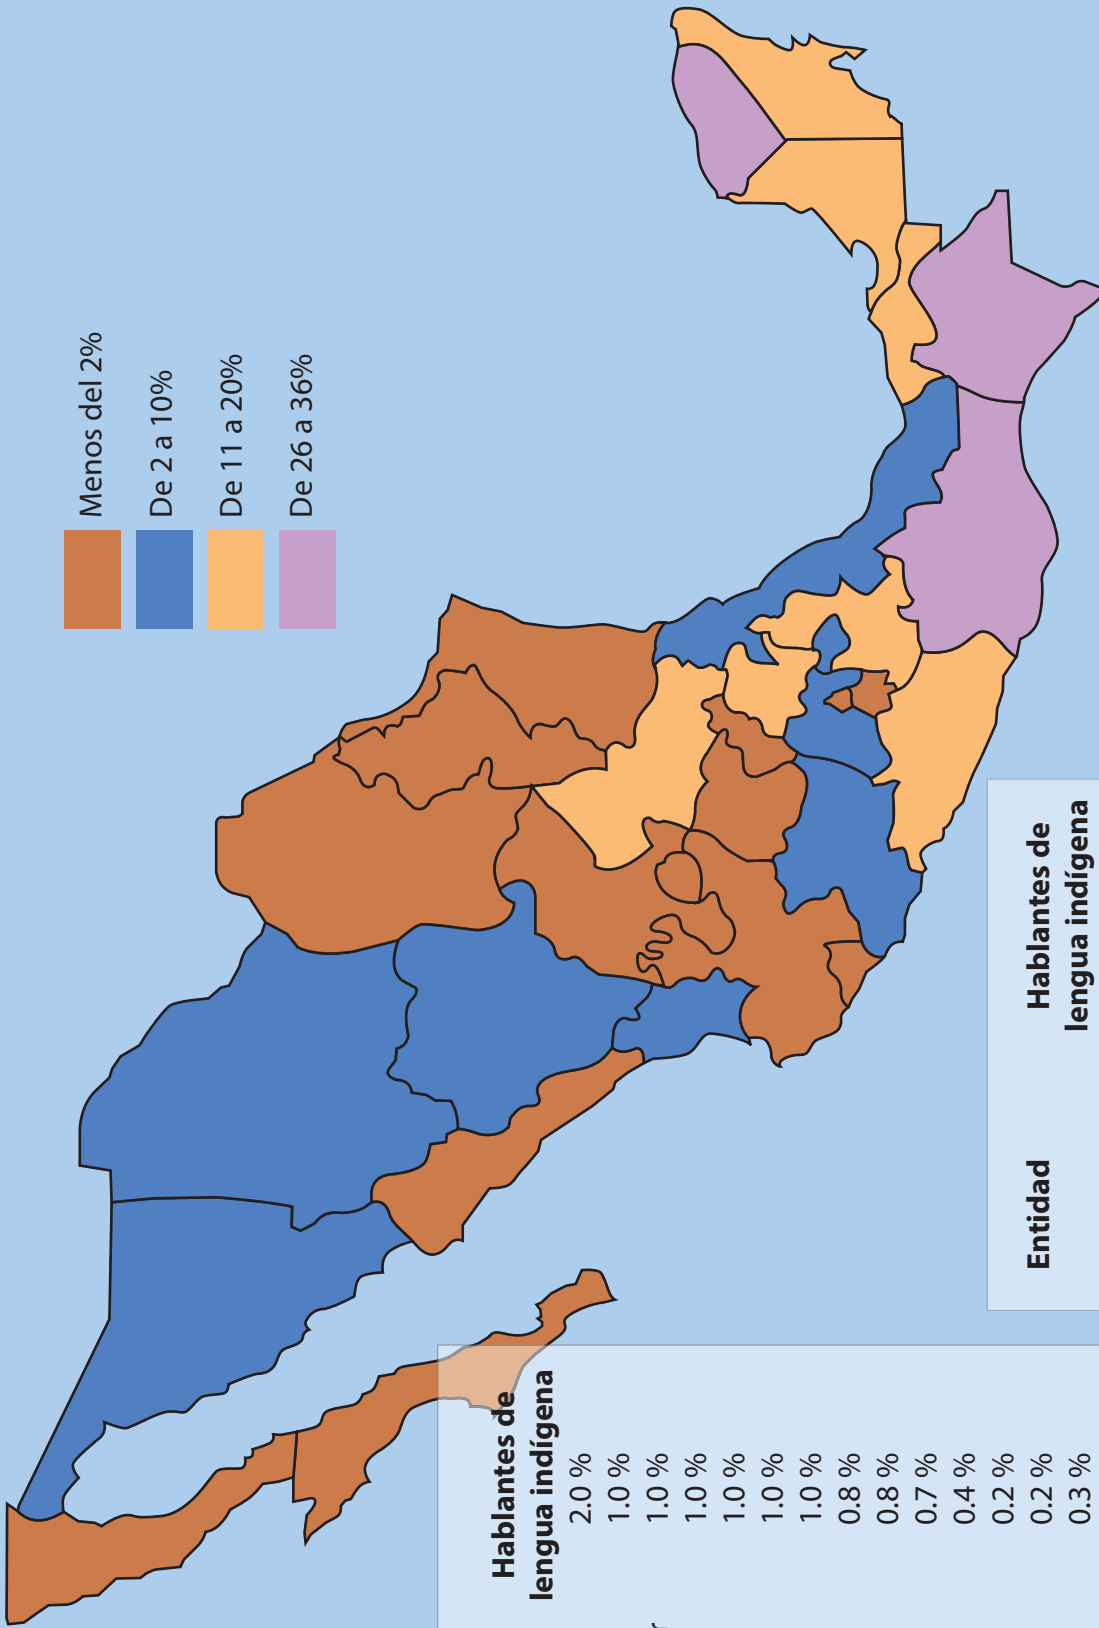 Menos del 2%
De 2 a 10%
De 11 a 20%
De 26 a 36%
Hablantes de
lengua indígena
2.0 %
1.0 %
1.0 %
1.0 %
1.0 %
1.0 %
1.0 %
0.8 %
0.8 %
0.7 %
0.4 %
0.2 %
0.2 %
0.3 %
Entidad
Hablantes de
lengua indígena